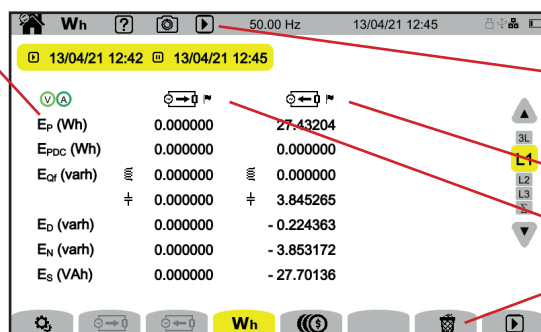 Wh ? 50.00 Hz 13/04/21 12:45
13/04/21 12:42 13/04/21 12:45
V A
EP (Wh) 0.000000 27.43204
EPDC (Wh) 0.000000 0.000000
EQf (varh) 0.000000 0.000000
0.000000 3.845265
ED (varh) 0.000000 - 0.224363
EN (varh) 0.000000 - 3.853172
ES (VAh) 0.000000 - 27.70136
3L
L1
L2
L3
Σ
Wh $